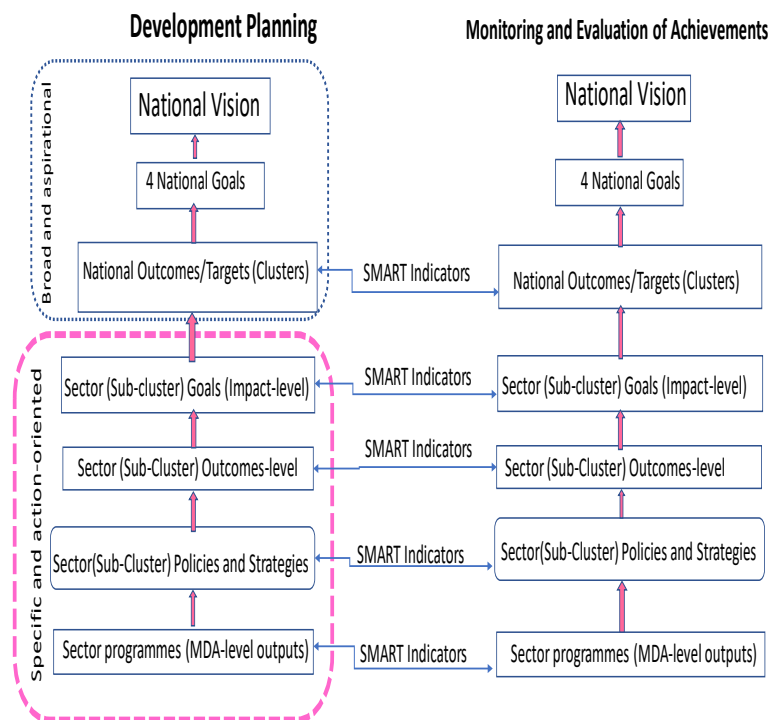 Development Planning
Monitoring and Evaluation of Achievements
Broad and aspirational
National Vision
4 National Goals
National Outcomes/Targets (Clusters)
Specific and action-oriented
Sector (Sub-cluster) Goals (Impact-level)
Sector (Sub-Cluster) Outcomes-level
Sector(Sub-Cluster) Policies and Strategies
Sector programmes (MDA-level outputs)
SMART Indicators
SMART Indicators
SMART Indicators
SMART Indicators
SMART Indicators
National Vision
4 National Goals
National Outcomes/Targets (Clusters)
Sector (Sub-cluster) Goals (Impact-level)
Sector (Sub-Cluster) Outcomes-level
Sector(Sub-Cluster) Policies and Strategies
Sector programmes (MDA-level outputs)